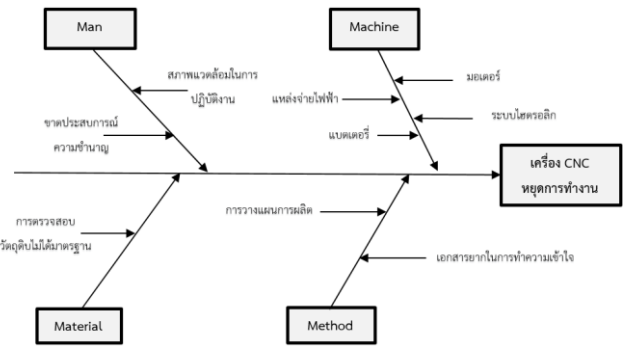 Man
Machine
สภาพแวดล้อมในการ
ปฏิบัติงาน
ขาดประสบการณ์
ความชำนาญ
มอเตอร์
แหล่งจ่ายไฟฟ้า
ระบบไฮดรอลิก
แบตเตอรี่
เครื่อง CNC
หยุดการทำงาน
การตรวจสอบ
วัตถุดิบไม่ได้มาตรฐาน
การวางแผนการผลิต
เอกสารยากในการทำความเข้าใจ
Material
Method